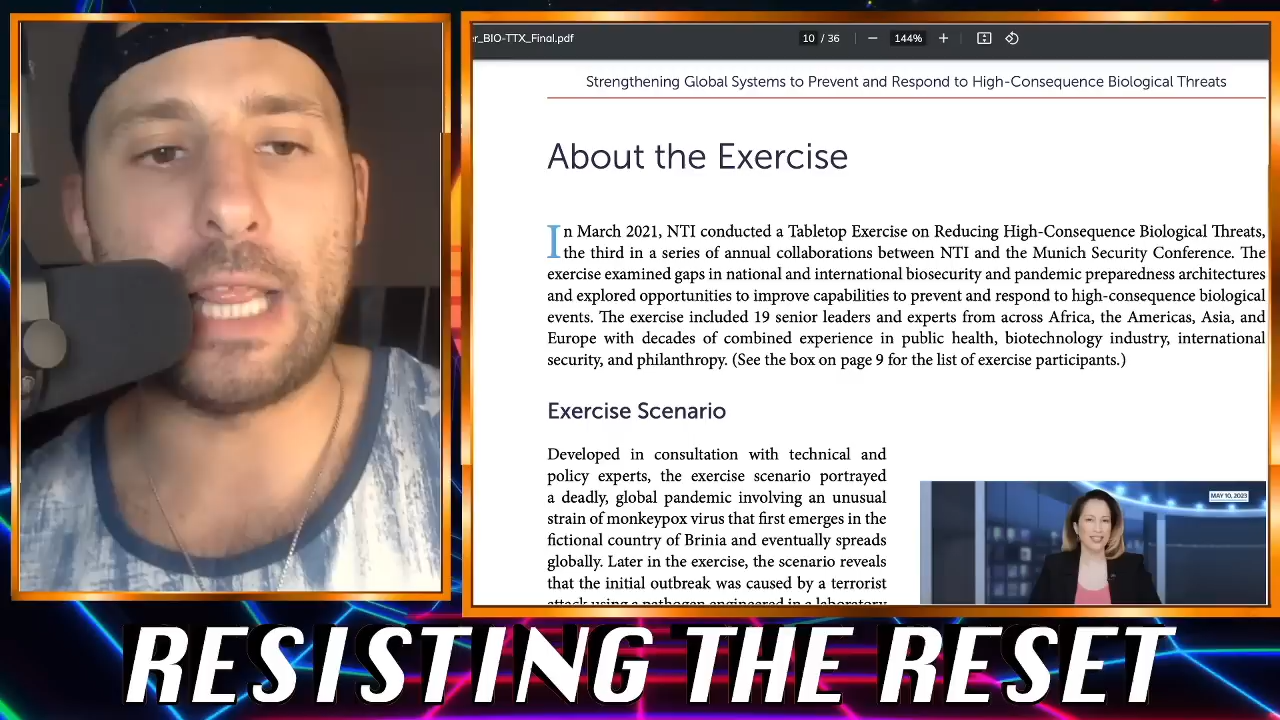 r_BIO-TTX_Final.pdf
10 / 36
144%
Strengthening Global Systems to Prevent and Respond to High-Consequence Biological Threats
About the Exercise
In March 2021, NTI conducted a Tabletop Exercise on Reducing High-Consequence Biological Threats,
the third in a series of annual collaborations between NTI and the Munich Security Conference. The
exercise examined gaps in national and international biosecurity and pandemic preparedness architectures
and explored opportunities to improve capabilities to prevent and respond to high-consequence biological
events. The exercise included 19 senior leaders and experts from across Africa, the Americas, Asia, and
Europe with decades of combined experience in public health, biotechnology industry, international
security, and philanthropy. (See the box on page 9 for the list of exercise participants.)
Exercise Scenario
Developed in consultation with technical and
policy experts, the exercise scenario portrayed
a deadly, global pandemic involving an unusual
strain of monkeypox virus that first emerges in the
fictional country of Brinia and eventually spreads
globally. Later in the exercise, the scenario reveals
that the initial outbreak was caused by a terrorist
attack using a pathogen engineered in a laboratory
MAY 10, 2023
RESISTING THE RESET